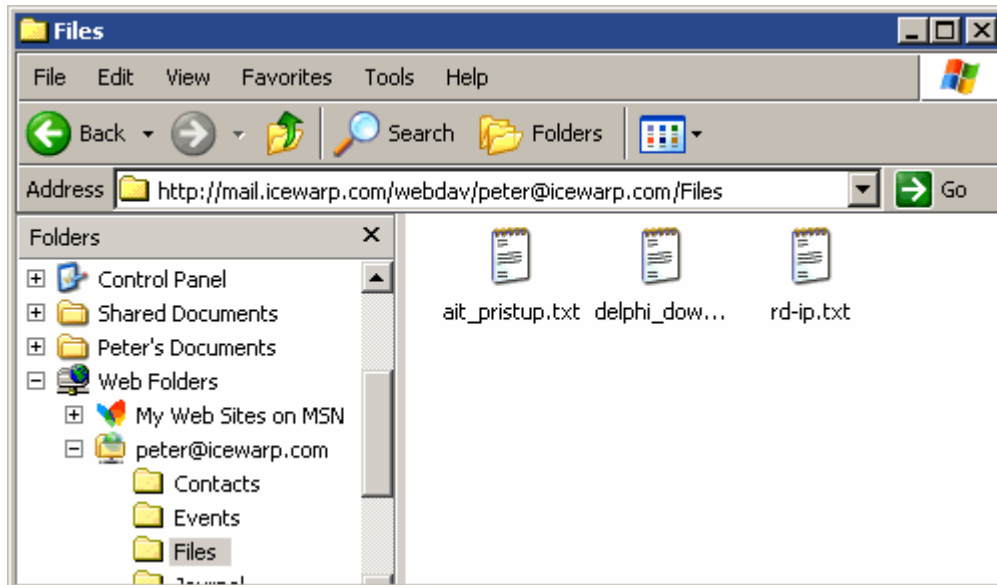 Files
File Edit View Favorites Tools Help
Back Search Folders
Address http://mail.icewarp.com/webdav/peter@icewarp.com/Files Go
Folders
Control Panel
Shared Documents
Peter's Documents
Web Folders
My Web Sites on MSN
peter@icewarp.com
Contacts
Events
Files
ait_pristup.txt delphi_dow... rd-ip.txt